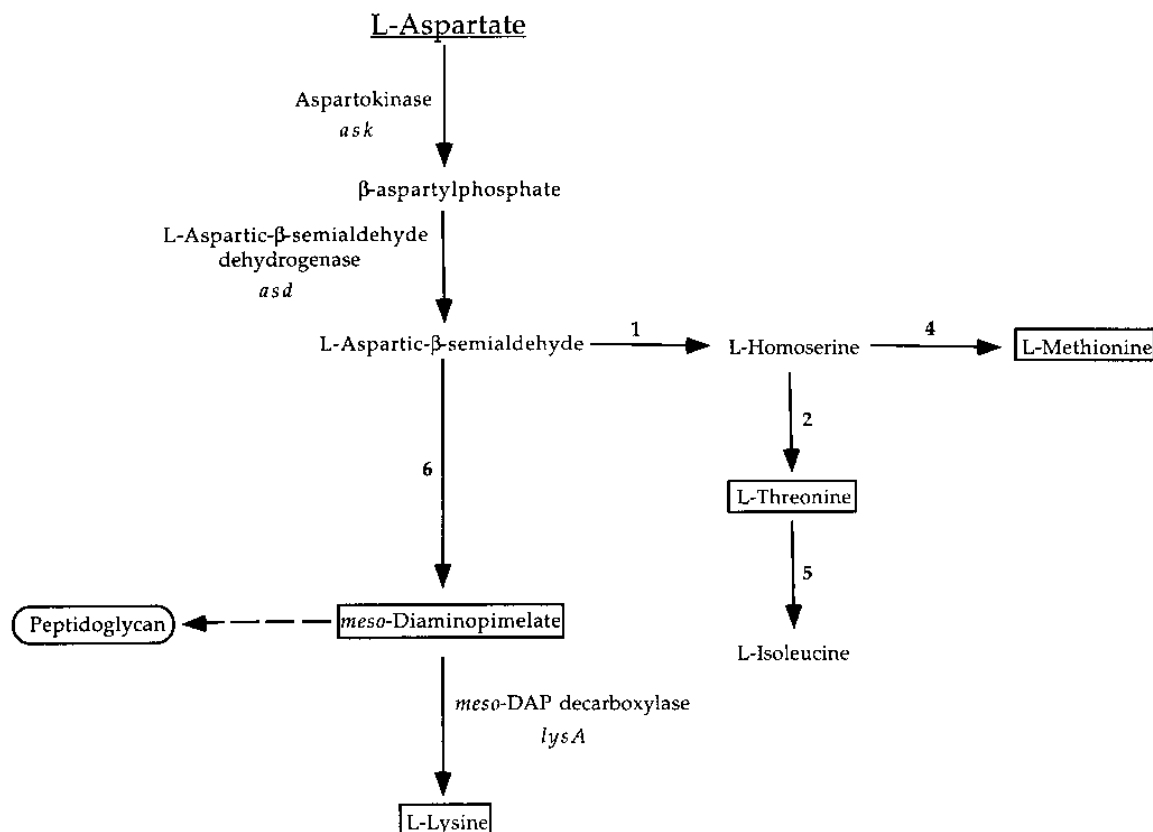 L-Aspartate
Aspartokinase
ask
β-aspartylphosphate
L-Aspartic-β-semialdehyde
dehydrogenase
asd
L-Aspartic-β-semialdehyde
1
L-Homoserine
4
L-Methionine
2
6
L-Threonine
5
Peptidoglycan
meso-Diaminopimelate
L-Isoleucine
meso-DAP decarboxylase
lysA
L-Lysine